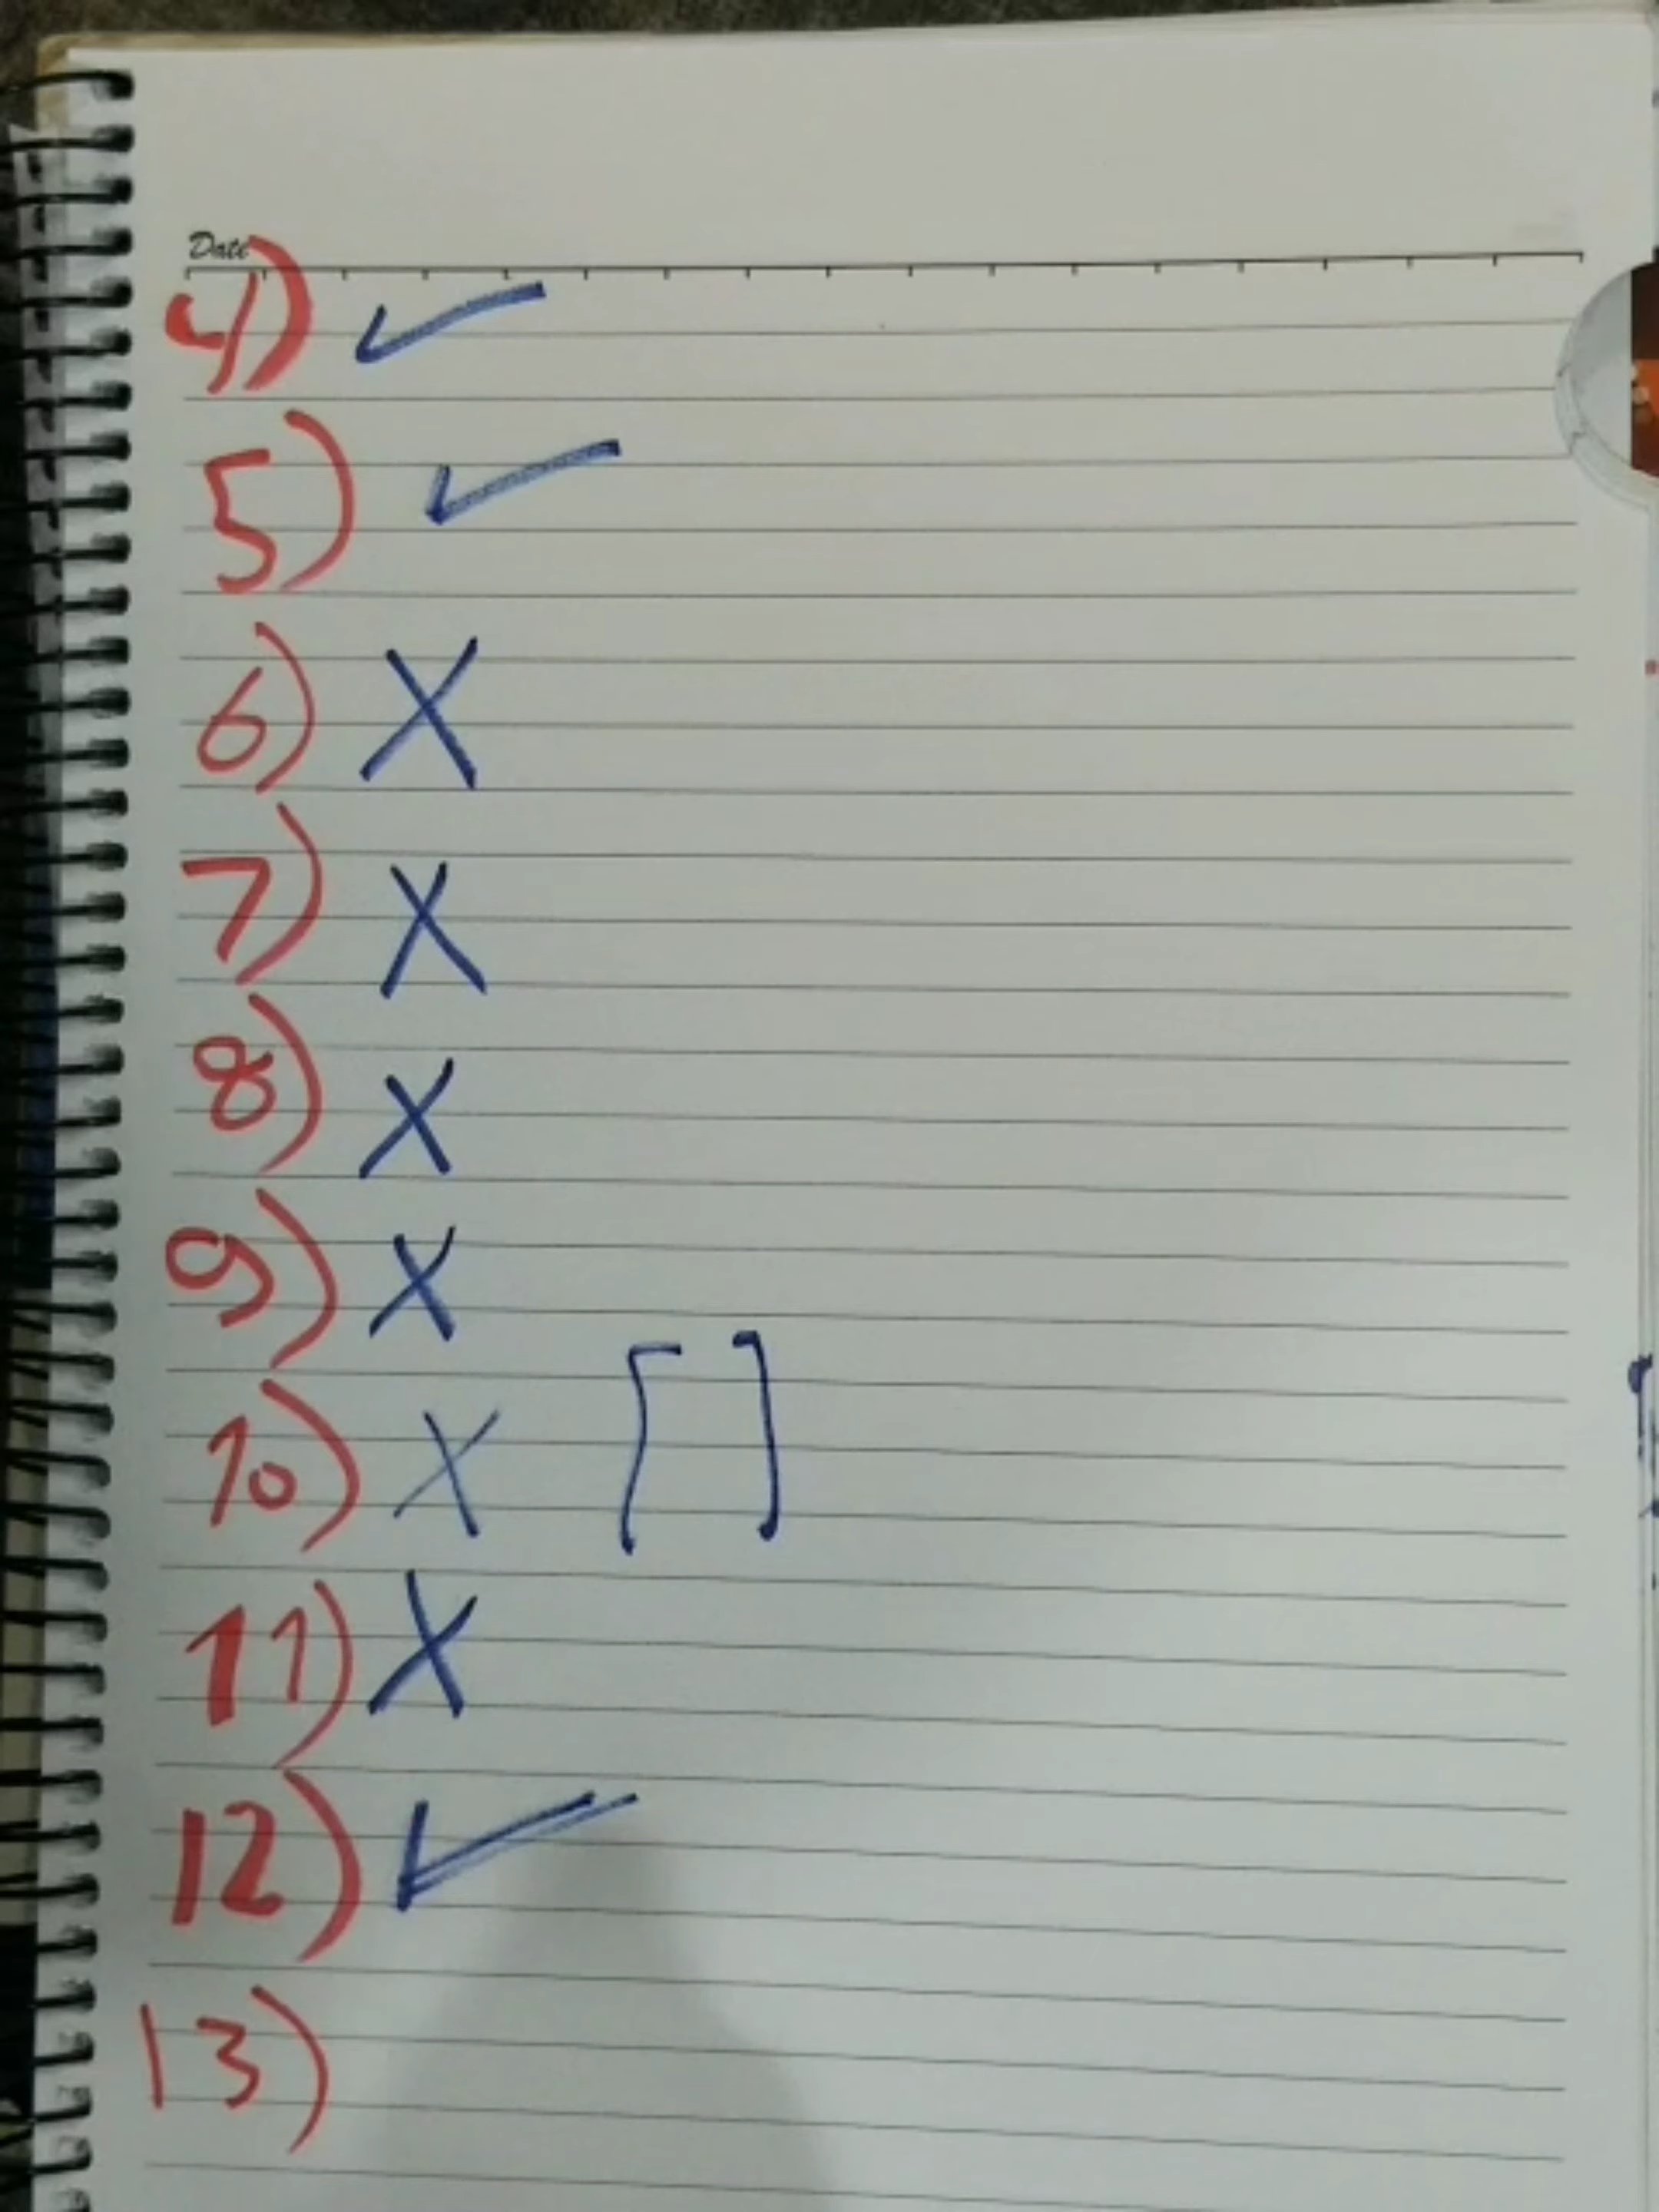 Date
4) ✓
5) ✓
6) X
7) X
8) X
9) X
10) X [ ]
11) X
12) ✓
13)